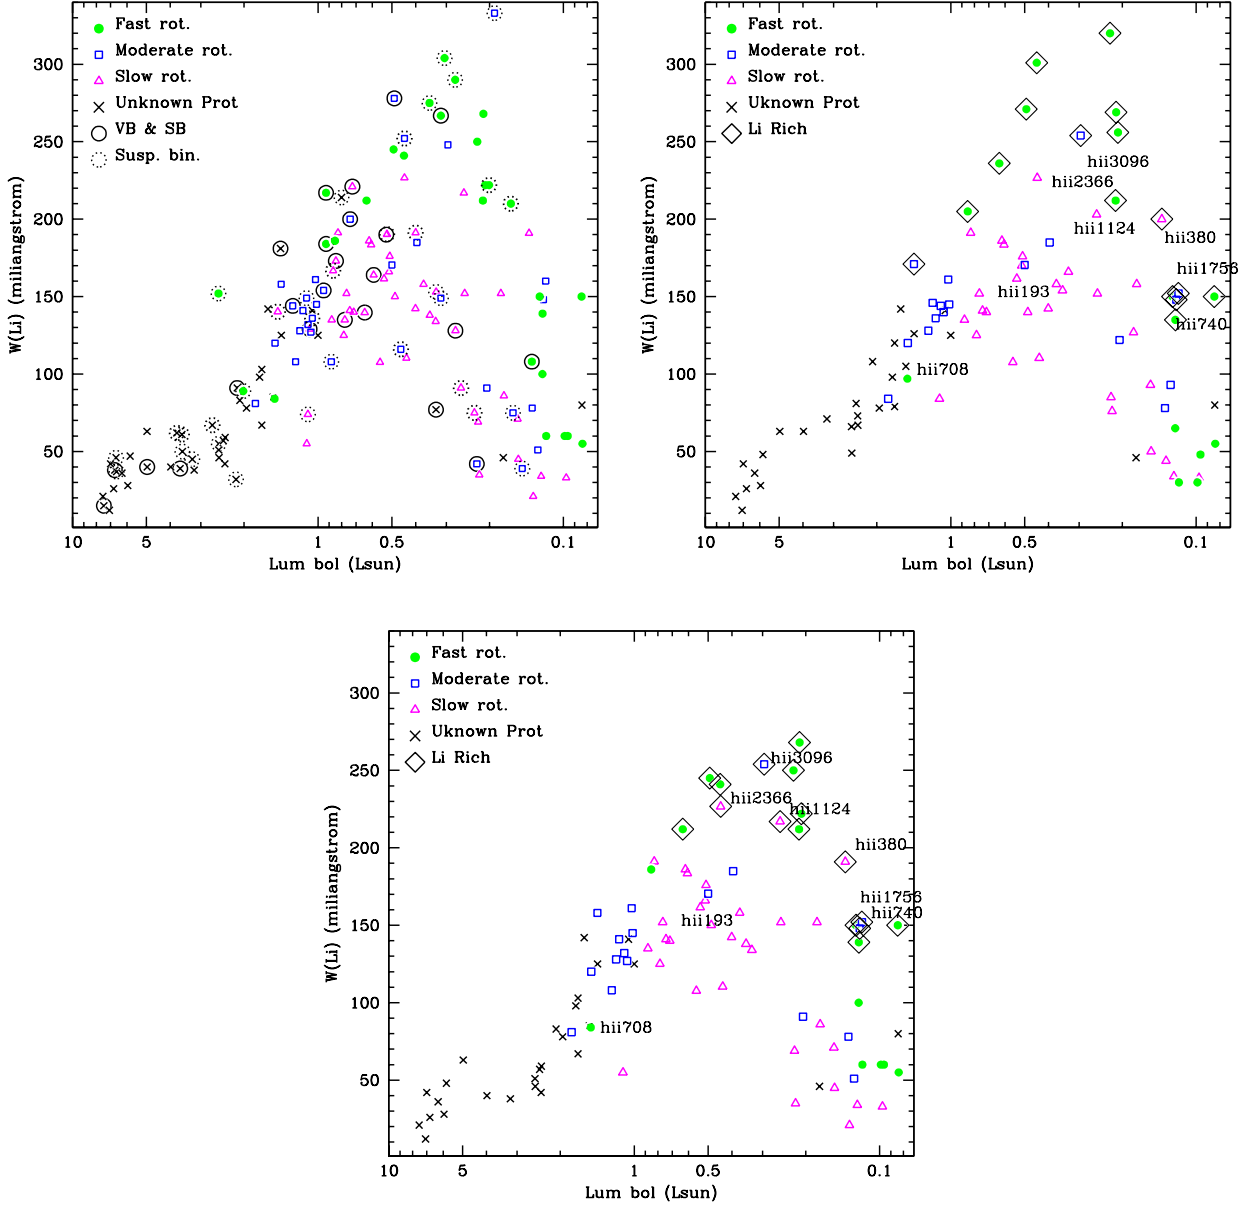 Fast rot.
Moderate rot.
Slow rot.
Unknown Prot
VB & SB
Susp. bin.
300
250
200
150
100
50
W(Li) (miliangstrom)
10 5 1 0.5 0.1
Lum bol (Lsun)
Fast rot.
Moderate rot.
Slow rot.
Uknown Prot
Li Rich
300
250
200
150
100
50
W(Li) (miliangstrom)
hii3096
hii2366
hii1124
hii380
hii1756
hii193
hii740
hii708
10 5 1 0.5 0.1
Lum bol (Lsun)
Fast rot.
Moderate rot.
Slow rot.
Uknown Prot
Li Rich
300
250
200
150
100
50
W(Li) (miliangstrom)
hii3096
hii2366
hii1124
hii380
hii1756
hii740
hii193
hii708
10 5 1 0.5 0.1
Lum bol (Lsun)